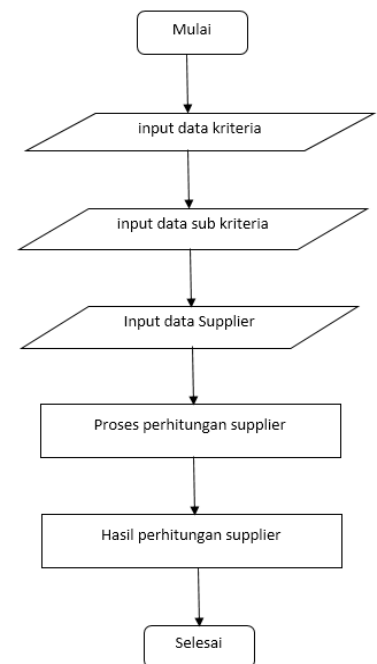 Mulai
input data kriteria
input data sub kriteria
Input data Supplier
Proses perhitungan supplier
Hasil perhitungan supplier
Selesai